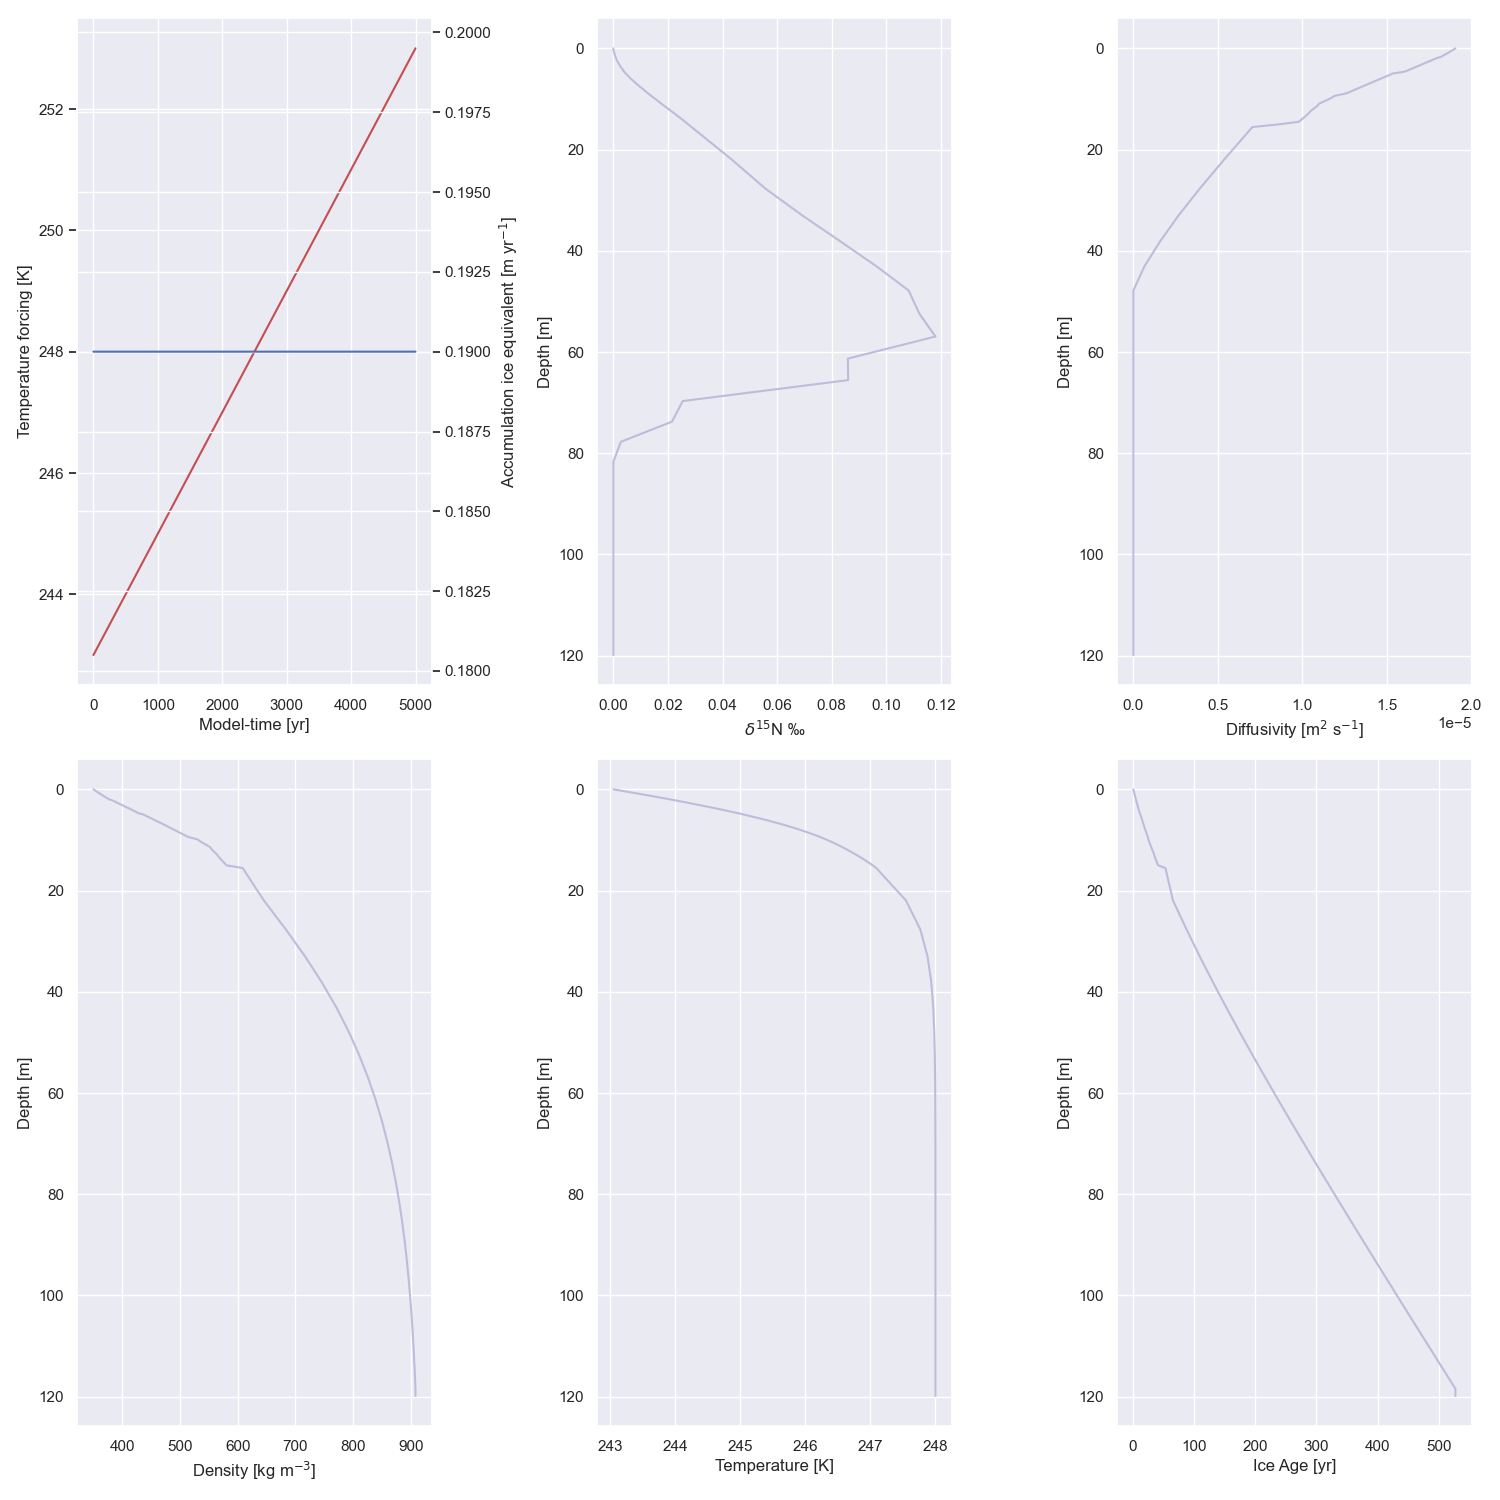 Temperature forcing [K]
252
250
248
246
244
0 1000 2000 3000 4000 5000
Model-time [yr]
0.2000
0.1975
0.1950
0.1925
0.1900
0.1875
0.1850
0.1825
0.1800
Accumulation ice equivalent [m yr⁻¹]
Depth [m]
0
20
40
60
80
100
120
0.00 0.02 0.04 0.06 0.08 0.10 0.12
δ¹⁵N ‰
Depth [m]
0
20
40
60
80
100
120
0.0 0.5 1.0 1.5 2.0
1e−5
Diffusivity [m² s⁻¹]
Depth [m]
0
20
40
60
80
100
120
400 500 600 700 800 900
Density [kg m⁻³]
Depth [m]
0
20
40
60
80
100
120
243 244 245 246 247 248
Temperature [K]
Depth [m]
0
20
40
60
80
100
120
0 100 200 300 400 500
Ice Age [yr]